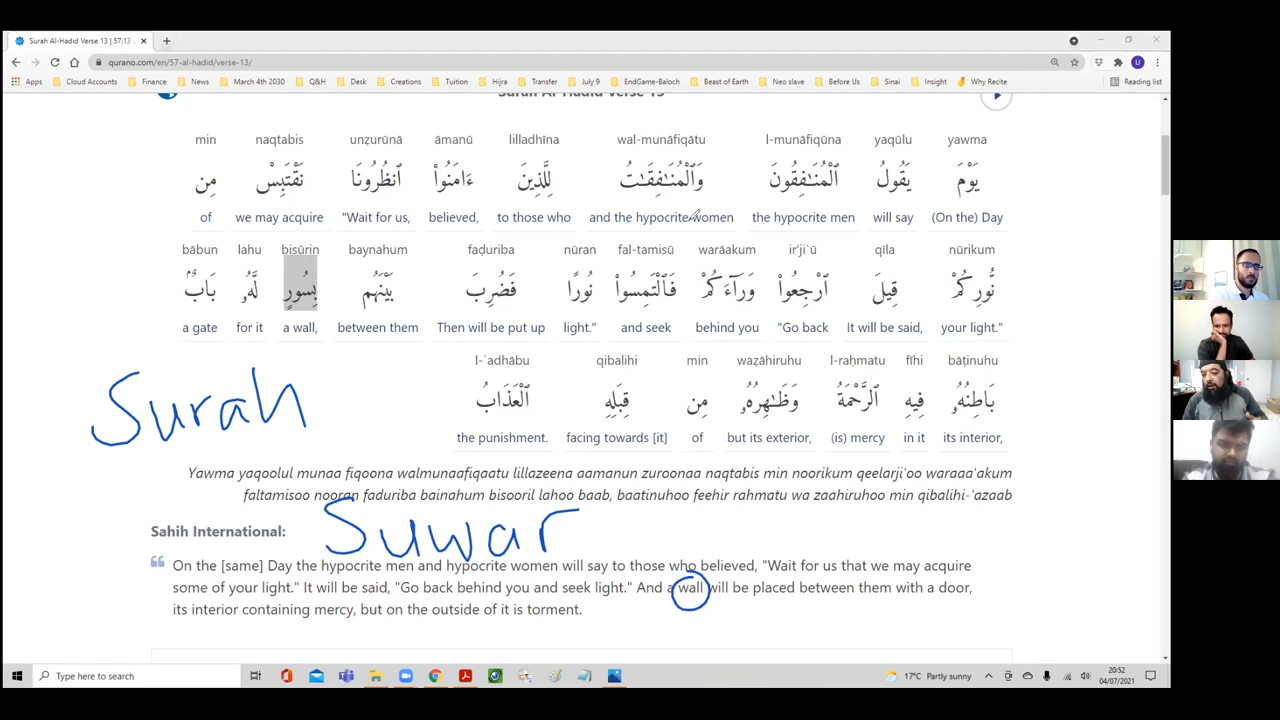 Surah Al-Hadid Verse 13 | 57:13
qurano.com/en/57-al-hadid/verse-13/
Apps Cloud Accounts Finance News March 4th 2030 Q&H Desk Creations Tuition Hijra Transfer July 9 EndGame-Baloch Beast of Earth Neo slave Before Us Sinai Insight Why Recite Reading list
Surah Al-Hadid Verse 13
min naqtabis unẓurūnā āmanū lilladhīna wal-munāfiqātu l-munāfiqūna yaqūlu yawma
يَوْمَ يَقُولُ ٱلْمُنَـٰفِقُونَ وَٱلْمُنَـٰفِقَـٰتُ لِلَّذِينَ ءَامَنُوا۟ ٱنظُرُونَا نَقْتَبِسْ مِن
of we may acquire "Wait for us, believed, to those who and the hypocrite women the hypocrite men will say (On the) Day
bābun lahu bisūrin baynahum faḍuriba nūran fal-tamisū warāakum ir'ji'ū qīla nūrikum
نُّورِكُمْ قِيلَ ٱرْجِعُوا۟ وَرَآءَكُمْ فَٱلْتَمِسُوا۟ نُورًا فَضُرِبَ بَيْنَهُم بِسُورٍ لَّهُۥ بَابٌۢ
a gate for it a wall, between them Then will be put up light." and seek behind you "Go back It will be said, your light."
l-ʿadhābu qibalihi min waẓāhiruhu l-raḥmatu fīhi bāṭinuhu
بَاطِنُهُۥ فِيهِ ٱلرَّحْمَةُ وَظَـٰهِرُهُۥ مِن قِبَلِهِ ٱلْعَذَابُ
the punishment. facing towards [it] of but its exterior, (is) mercy in it its interior,
Surah
Yawma yaqoolul munaa fiqoona walmunaafiqaatu lillazeena aamanun zuroonaa naqtabis min noorikum qeelarji'oo waraaa'akum
faltamisoo nooran faduriba bainahum bisooril lahoo baab, baatinuhoo feehir rahmatu wa zaahiruhoo min qibalihi-'azaab
Suwar
Sahih International:
On the [same] Day the hypocrite men and hypocrite women will say to those who believed, "Wait for us that we may acquire
some of your light." It will be said, "Go back behind you and seek light." And a wall will be placed between them with a door,
its interior containing mercy, but on the outside of it is torment.
Type here to search
17°C Partly sunny
20:52
04/07/2021